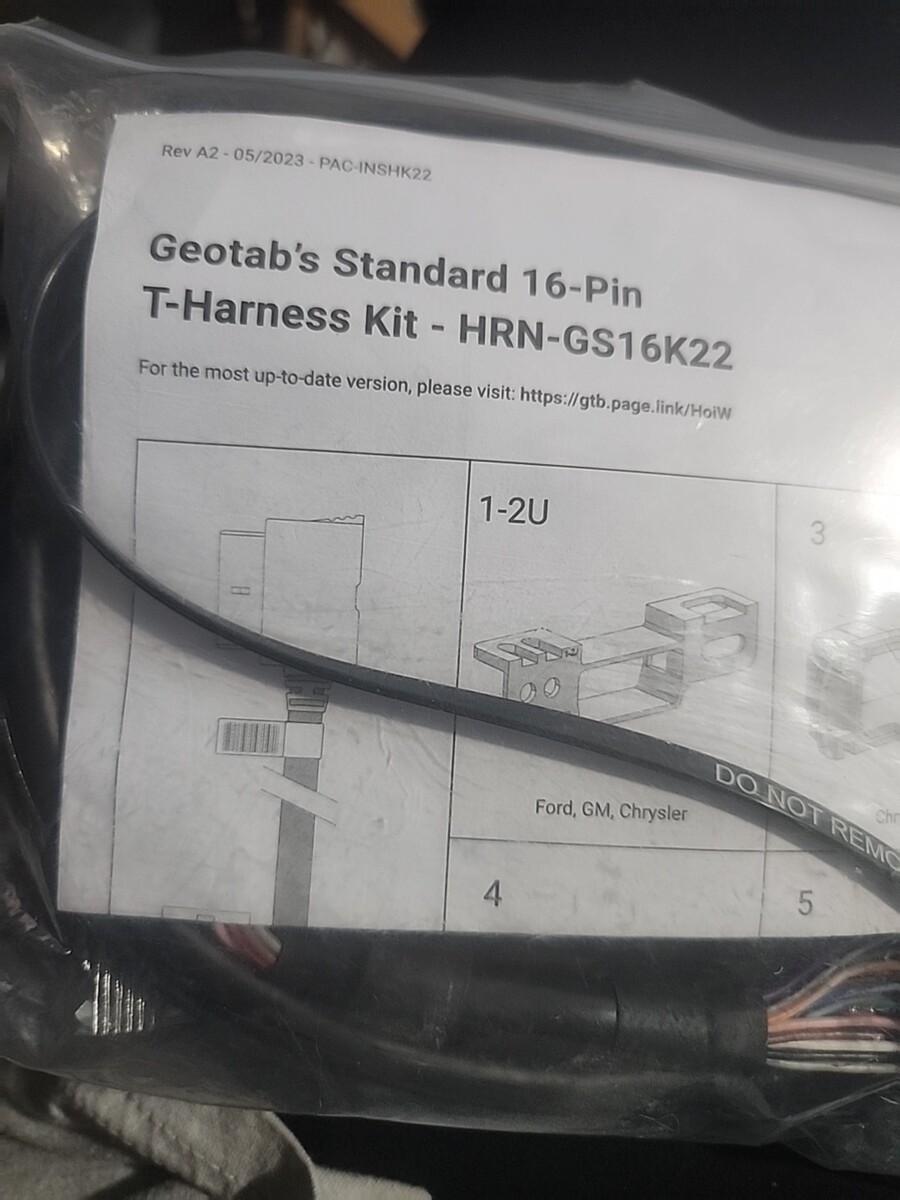 Rev A2 - 05/2023 - PAC-INSHK22
Geotab's Standard 16-Pin
T-Harness Kit - HRN-GS16K22
For the most up-to-date version, please visit: https://gtb.page.link/HoiW
1-2U
3
Ford, GM, Chrysler
DO NOT REMO
Chr
4
5